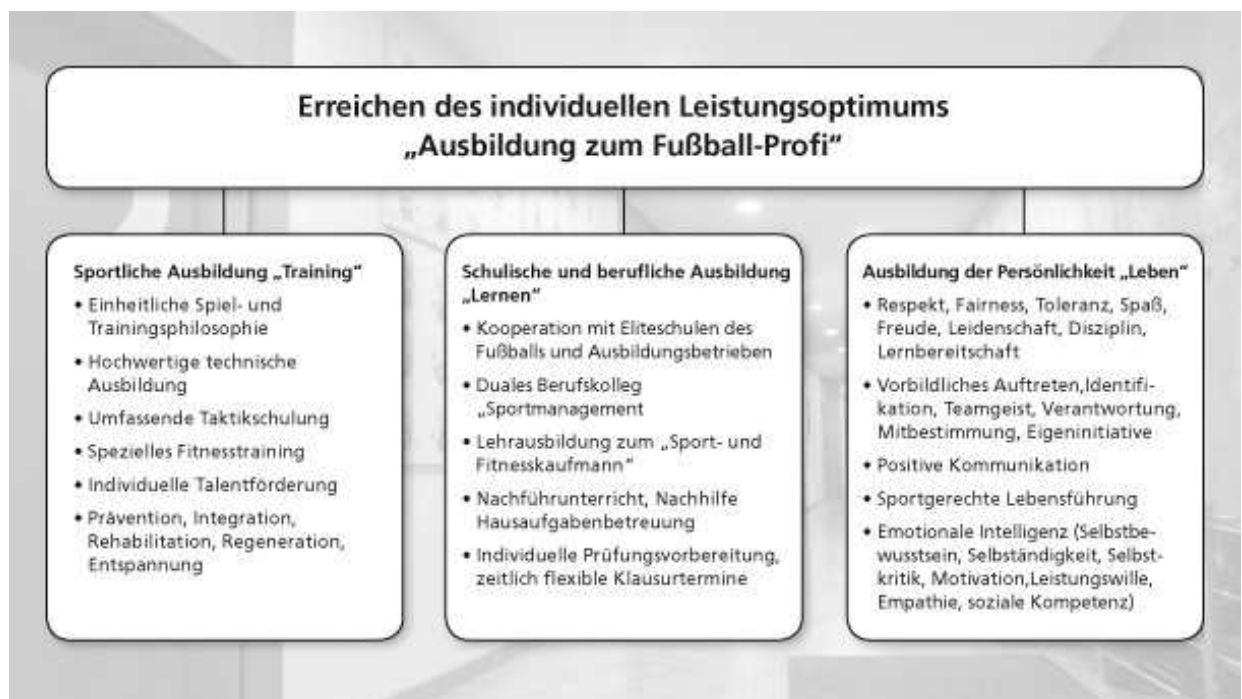 Erreichen des individuellen Leistungsoptimums
„Ausbildung zum Fußball-Profi“
Sportliche Ausbildung „Training“
• Einheitliche Spiel- und
Trainingsphilosophie
• Hochwertige technische
Ausbildung
• Umfassende Taktikschulung
• Spezielles Fitnesstraining
• Individuelle Talentförderung
• Prävention, Integration,
Rehabilitation, Regeneration,
Entspannung
Schulische und berufliche Ausbildung
„Lernen“
• Kooperation mit Eliteschulen des
Fußballs und Ausbildungsbetrieben
• Duales Berufskolleg
„Sportmanagement
• Lehrausbildung zum „Sport- und
Fitnesskaufmann“
• Nachführunterricht, Nachhilfe
Hausaufgabenbetreuung
• Individuelle Prüfungsvorbereitung,
zeitlich flexible Klausurtermine
Ausbildung der Persönlichkeit „Leben“
• Respekt, Fairness, Toleranz, Spaß,
Freude, Leidenschaft, Disziplin,
Lernbereitschaft
• Vorbildliches Auftreten,Identifi-
kation, Teamgeist, Verantwortung,
Mitbestimmung, Eigeninitiative
• Positive Kommunikation
• Sportgerechte Lebensführung
• Emotionale Intelligenz (Selbstbe-
wusstsein, Selbständigkeit, Selbst-
kritik, Motivation,Leistungswille,
Empathie, soziale Kompetenz)